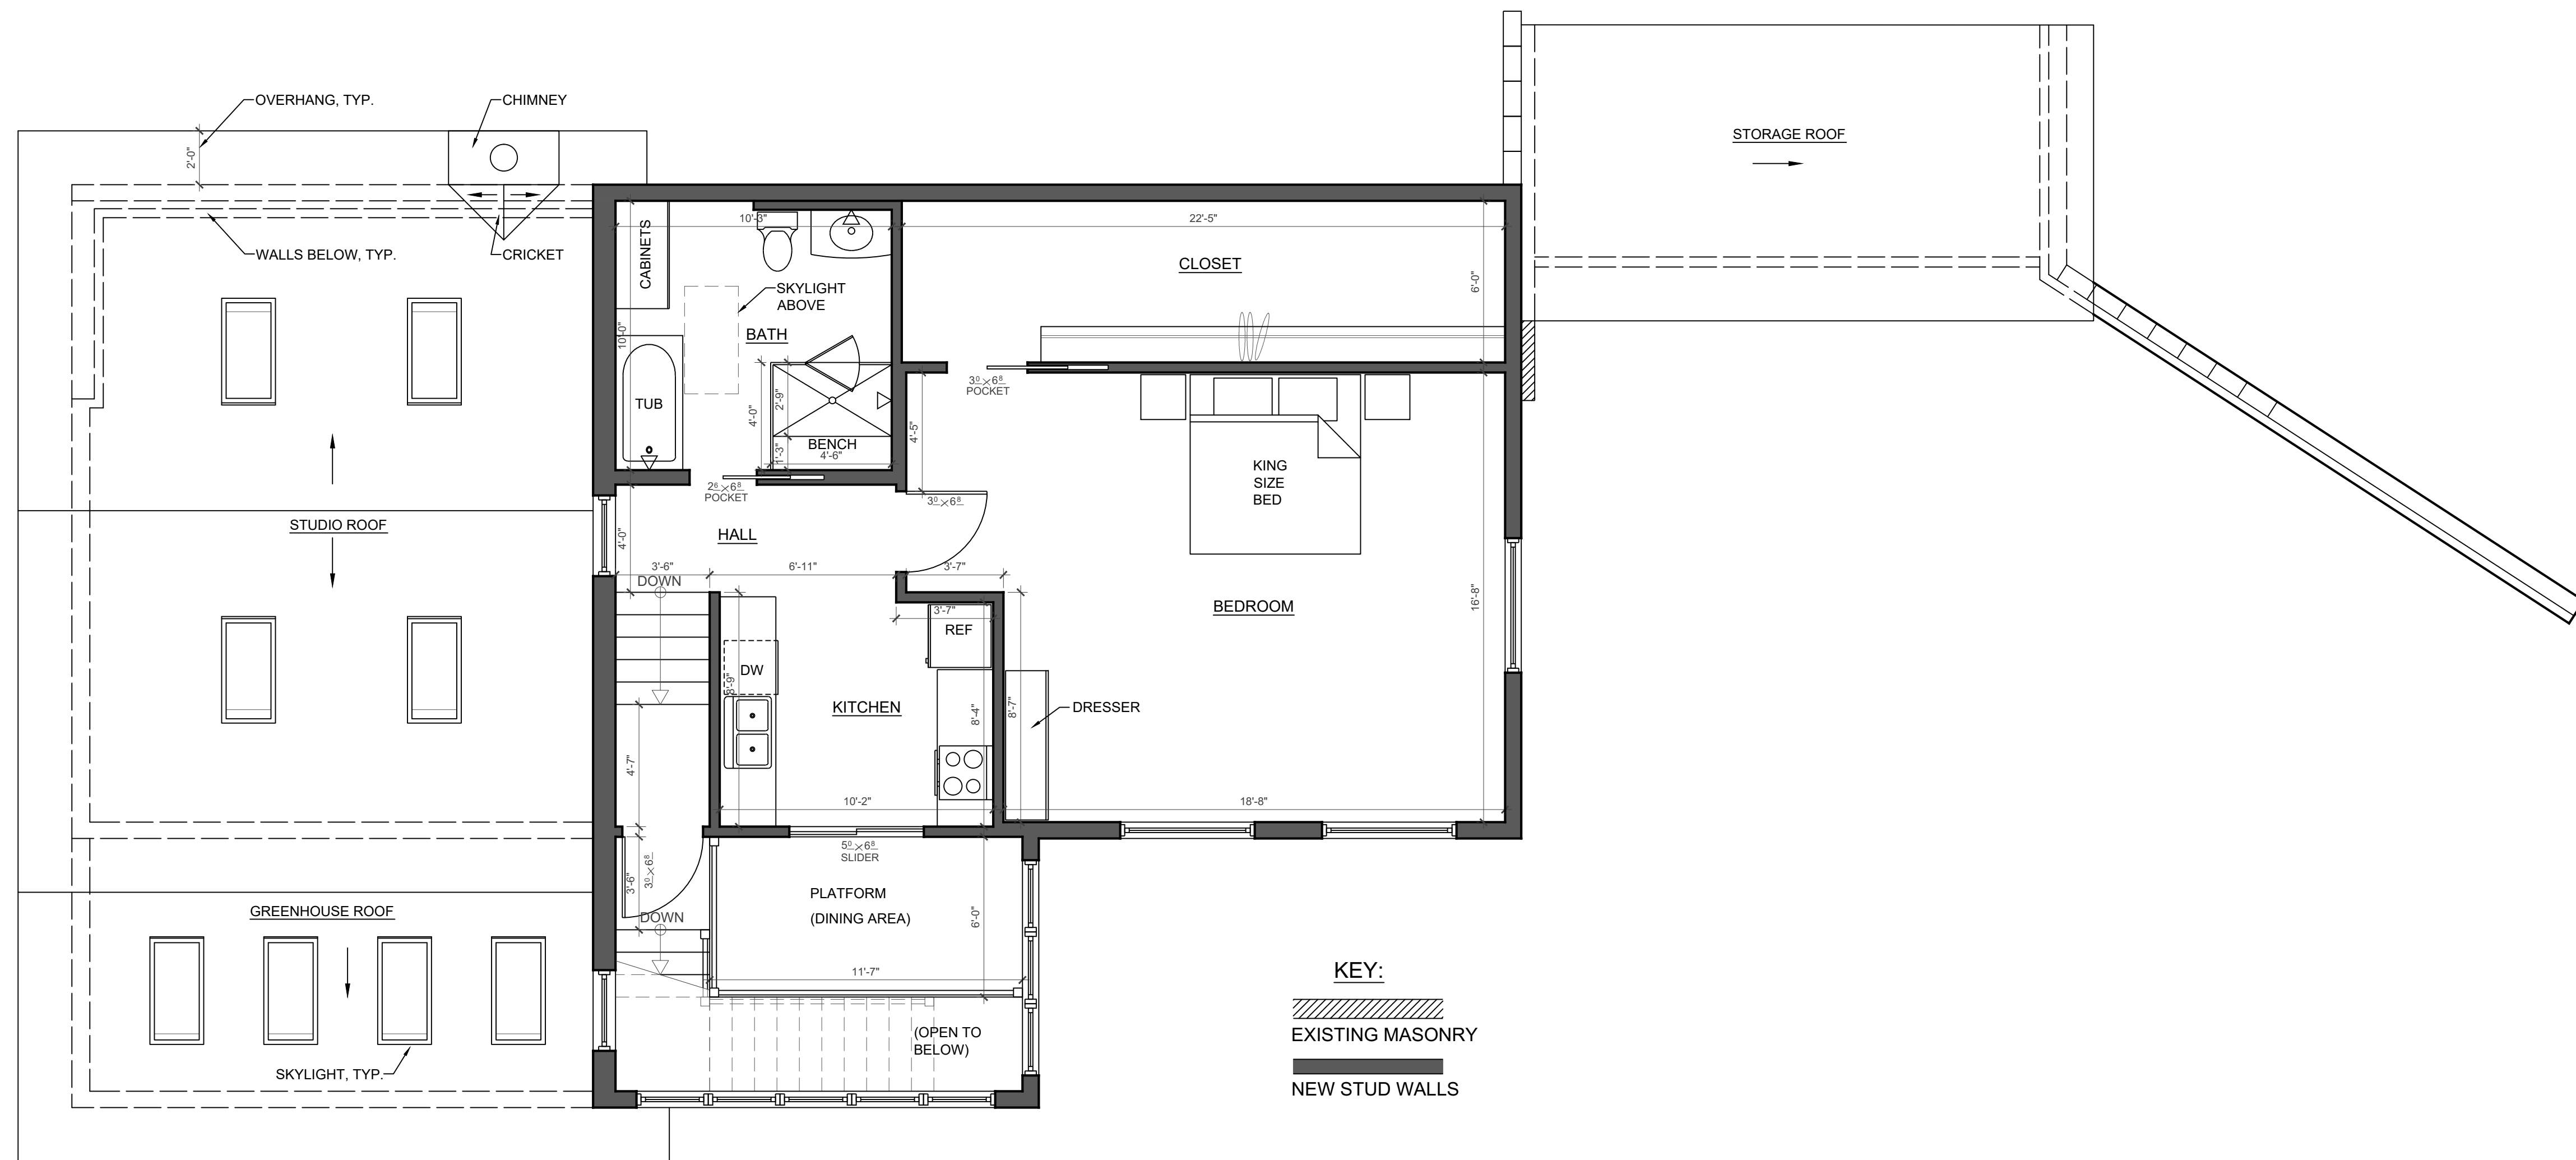 OVERHANG, TYP.
CHIMNEY
2'-0"
WALLS BELOW, TYP.
CRICKET
STORAGE ROOF
10'-3"
22'-5"
CABINETS
CLOSET
SKYLIGHT
ABOVE
6'-0"
BATH
10'-0"
TUB
4'-0"
2'-9"
3⁰×6⁸
POCKET
4'-5"
BENCH
4'-6"
1'-3"
KING
SIZE
BED
2⁶×6⁸
POCKET
3⁰×6⁸
STUDIO ROOF
HALL
4'-0"
3'-6"
6'-11"
3'-7"
DOWN
BEDROOM
16'-8"
3'-7"
REF
DW
8'-9"
KITCHEN
8'-4"
8'-7"
DRESSER
4'-7"
10'-2"
18'-8"
5⁰×6⁸
SLIDER
3'-6"
3⁰×6⁸
PLATFORM
(DINING AREA)
6'-0"
DOWN
GREENHOUSE ROOF
11'-7"
(OPEN TO
BELOW)
SKYLIGHT, TYP.
KEY:
EXISTING MASONRY
NEW STUD WALLS